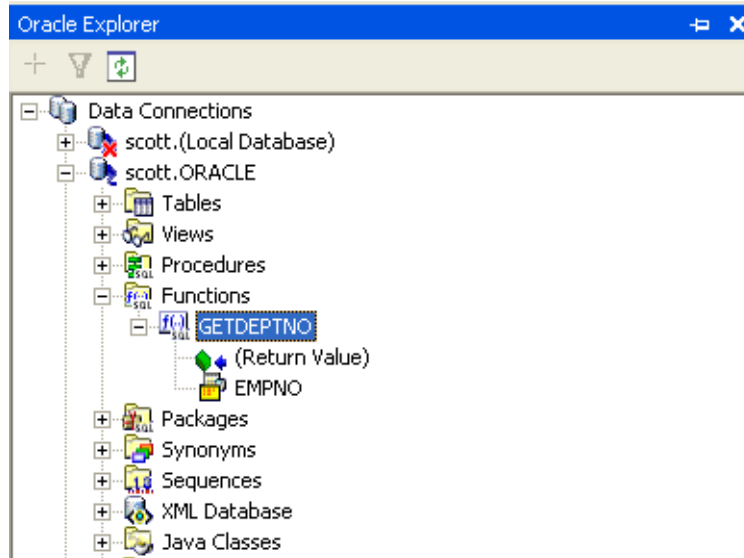 Oracle Explorer
Data Connections
scott.(Local Database)
scott.ORACLE
Tables
Views
Procedures
Functions
GETDEPTNO
(Return Value)
EMPNO
Packages
Synonyms
Sequences
XML Database
Java Classes